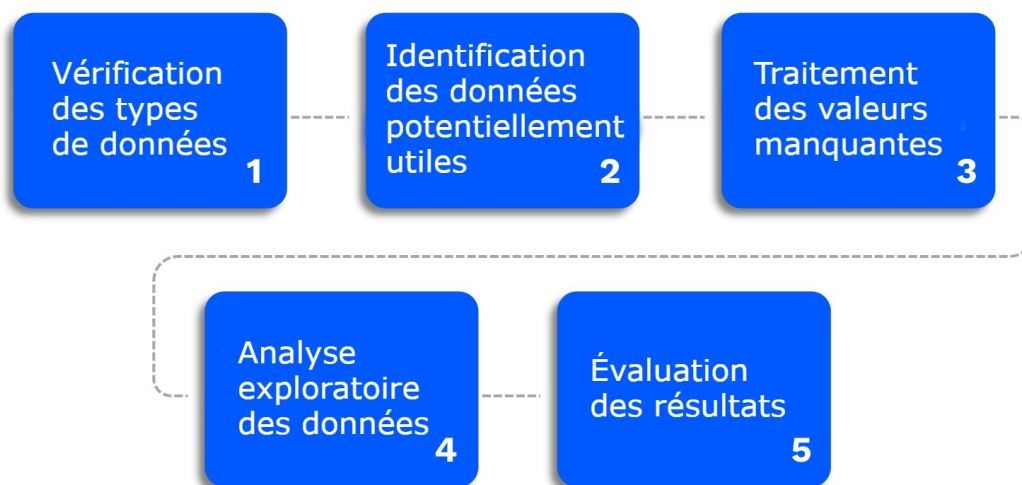 Vérification
des types
de données
1
Identification
des données
potentiellement
utiles
2
Traitement
des valeurs
manquantes
3
Analyse
exploratoire
des données
4
Évaluation
des résultats
5